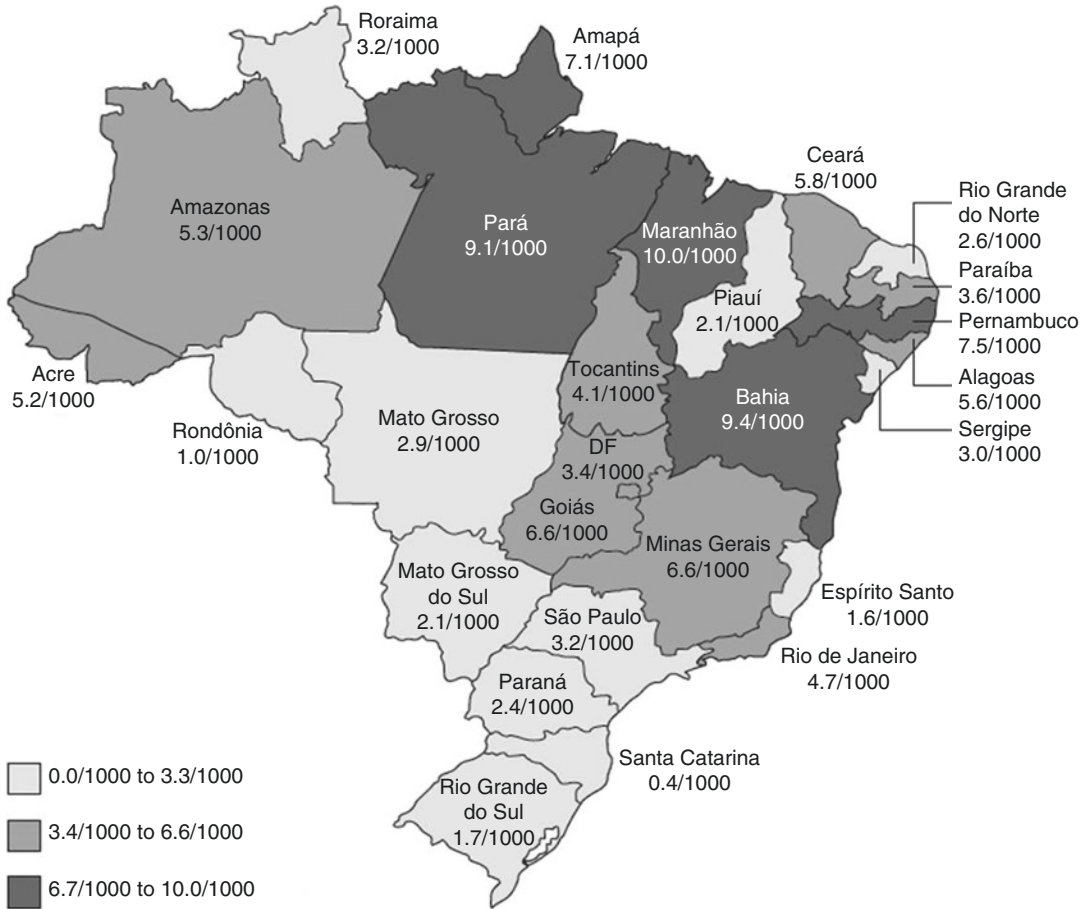 Roraima
3.2/1000
Amapá
7.1/1000
Ceará
5.8/1000
Rio Grande
do Norte
2.6/1000
Paraíba
3.6/1000
Pernambuco
7.5/1000
Alagoas
5.6/1000
Sergipe
3.0/1000
Amazonas
5.3/1000
Pará
9.1/1000
Maranhão
10.0/1000
Piauí
2.1/1000
Acre
5.2/1000
Rondônia
1.0/1000
Mato Grosso
2.9/1000
Tocantins
4.1/1000
Bahia
9.4/1000
DF
3.4/1000
Goiás
6.6/1000
Minas Gerais
6.6/1000
Mato Grosso
do Sul
2.1/1000
São Paulo
3.2/1000
Espírito Santo
1.6/1000
Rio de Janeiro
4.7/1000
Paraná
2.4/1000
Santa Catarina
0.4/1000
Rio Grande
do Sul
1.7/1000
0.0/1000 to 3.3/1000
3.4/1000 to 6.6/1000
6.7/1000 to 10.0/1000